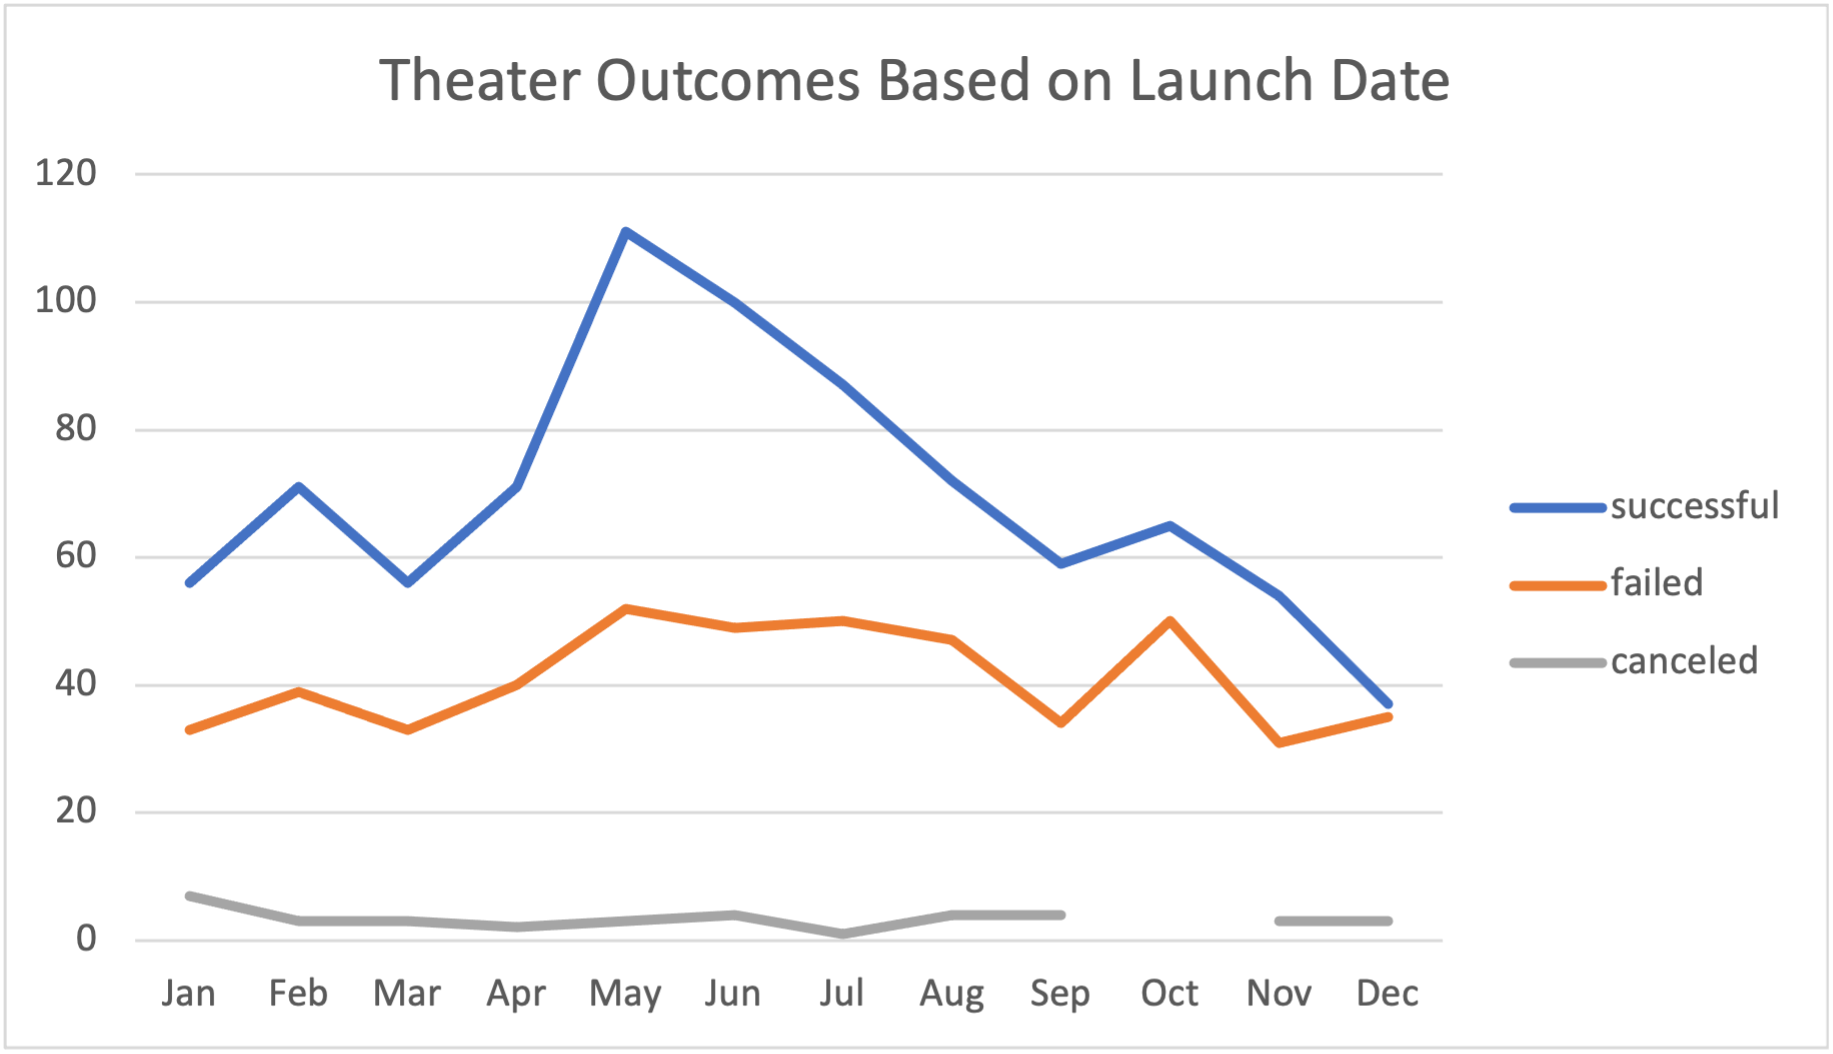 Theater Outcomes Based on Launch Date
120
100
80
60
40
20
0
Jan Feb Mar Apr May Jun Jul Aug Sep Oct Nov Dec
successful
failed
canceled